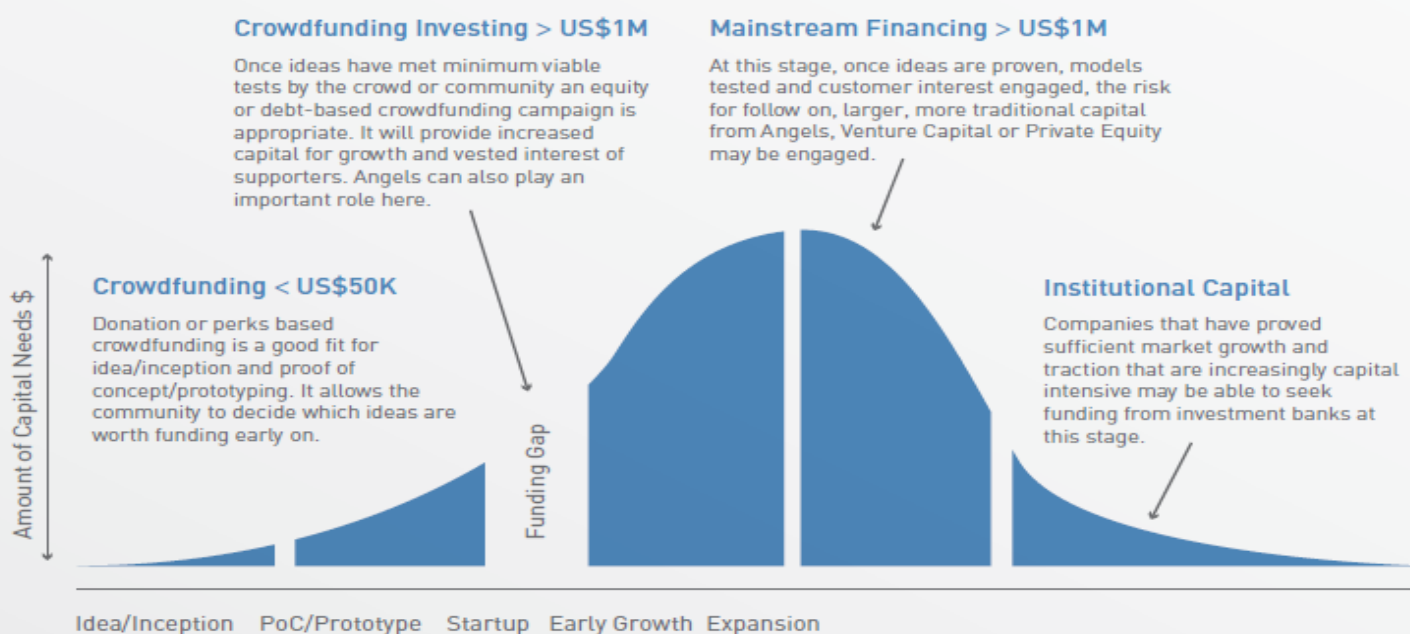 Crowdfunding Investing > US$1M
Once ideas have met minimum viable
tests by the crowd or community an equity
or debt-based crowdfunding campaign is
appropriate. It will provide increased
capital for growth and vested interest of
supporters. Angels can also play an
important role here.
Mainstream Financing > US$1M
At this stage, once ideas are proven, models
tested and customer interest engaged, the risk
for follow on, larger, more traditional capital
from Angels, Venture Capital or Private Equity
may be engaged.
Crowdfunding < US$50K
Donation or perks based
crowdfunding is a good fit for
idea/inception and proof of
concept/prototyping. It allows the
community to decide which ideas are
worth funding early on.
Institutional Capital
Companies that have proved
sufficient market growth and
traction that are increasingly capital
intensive may be able to seek
funding from investment banks at
this stage.
Amount of Capital Needs $
Funding Gap
Idea/Inception PoC/Prototype Startup Early Growth Expansion